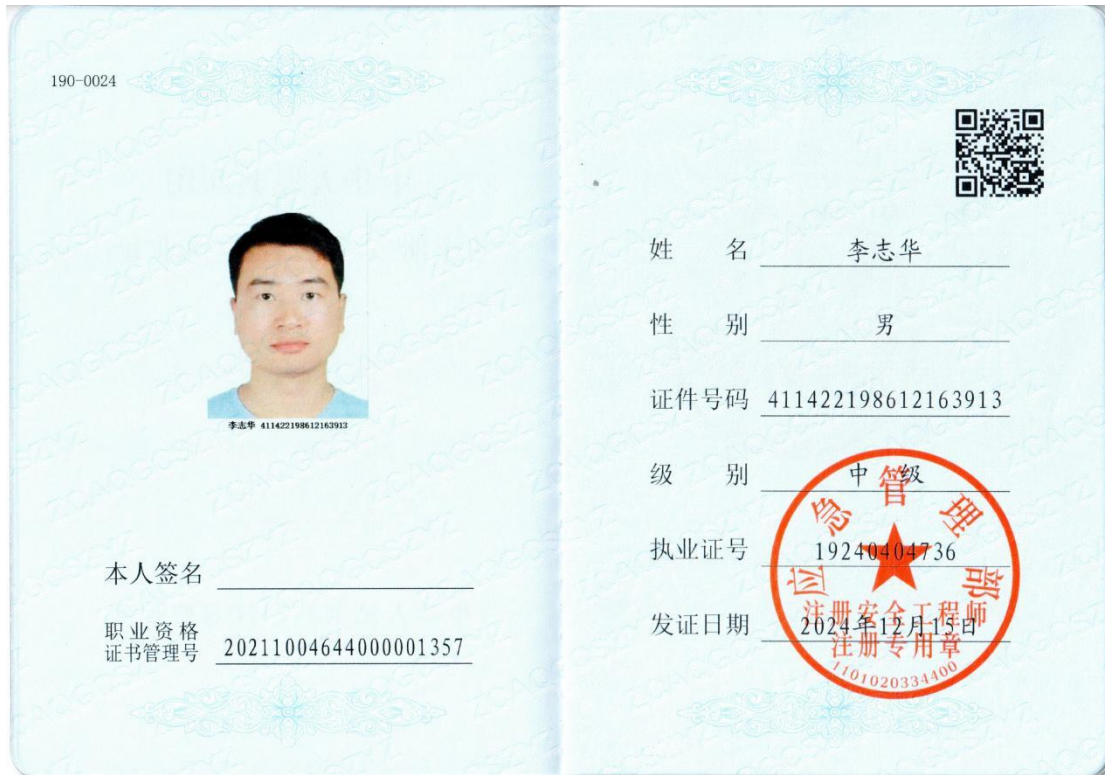 190-0024
李志华 411422198612163913
本人签名
职业资格
证书管理号 20211004644000001357
姓名 李志华
性别 男
证件号码 411422198612163913
级别 中级
执业证号 19240404736
发证日期 2024年12月15日
应急管理部
注册安全工程师
注册专用章
1101020334400